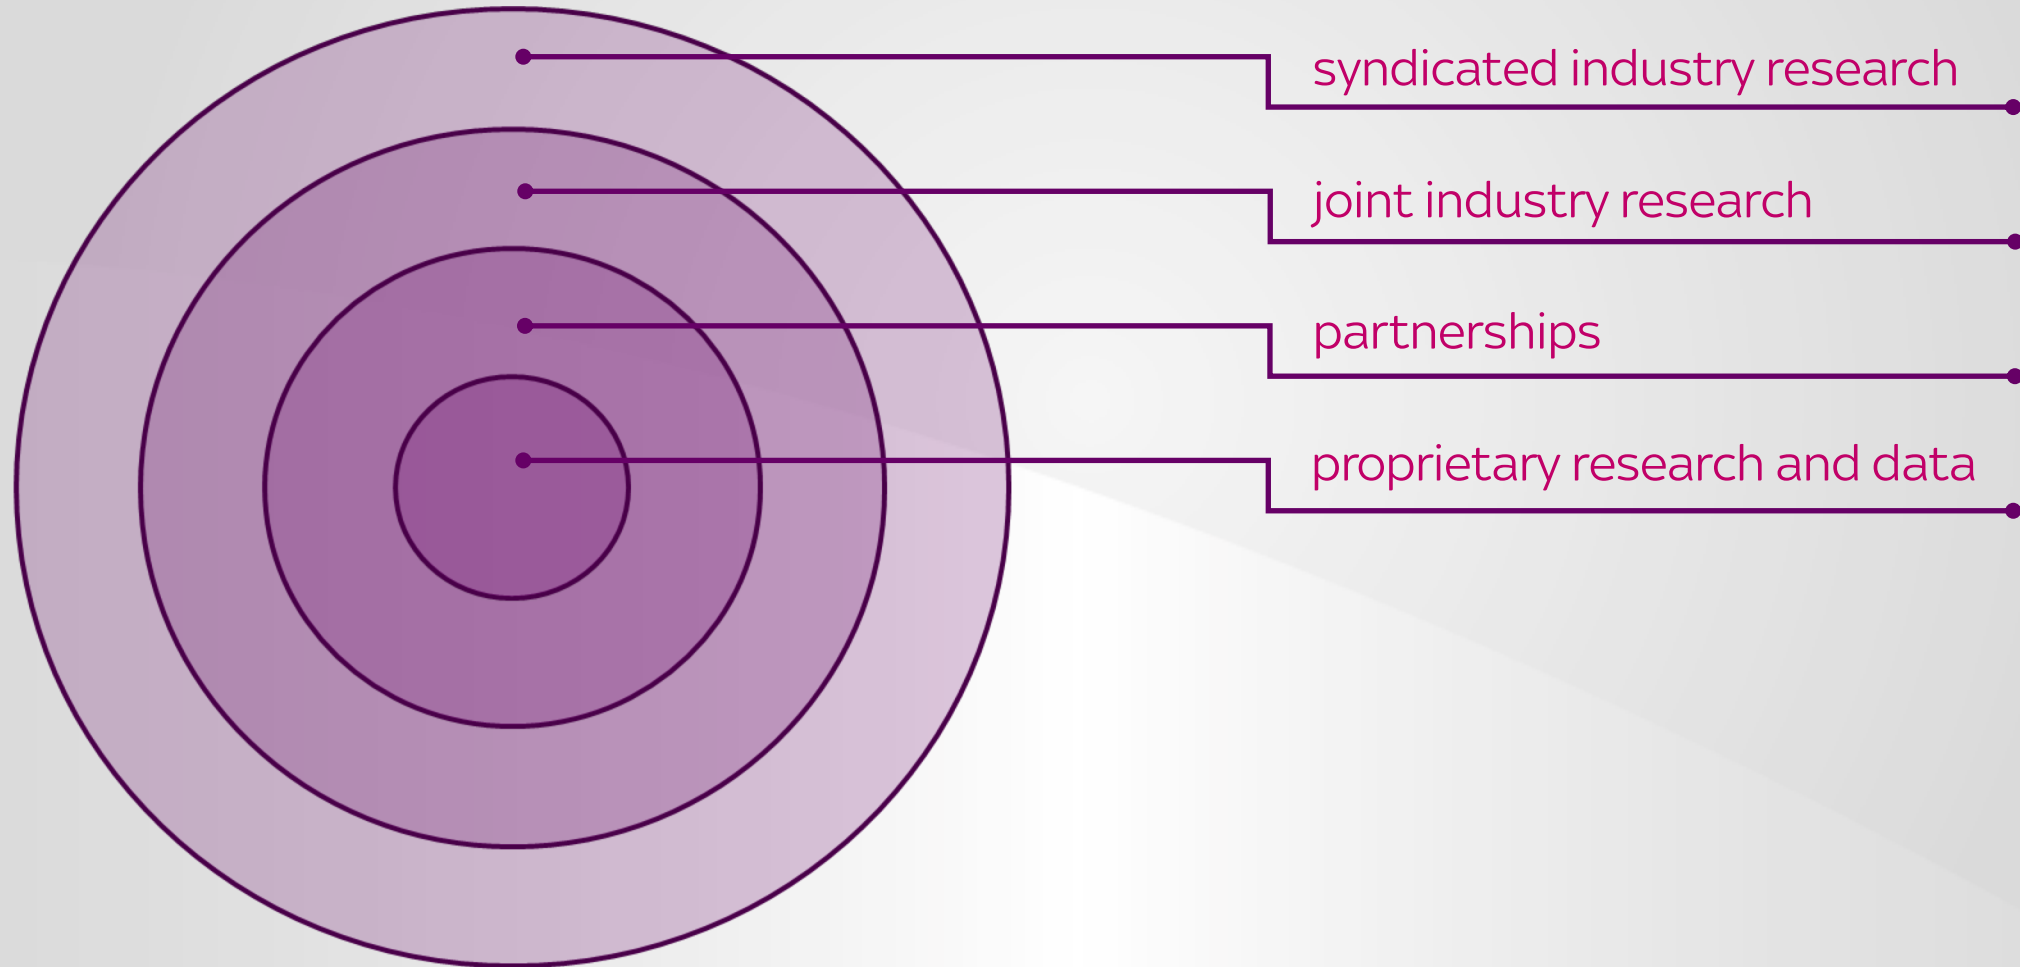 syndicated industry research
joint industry research
partnerships
proprietary research and data